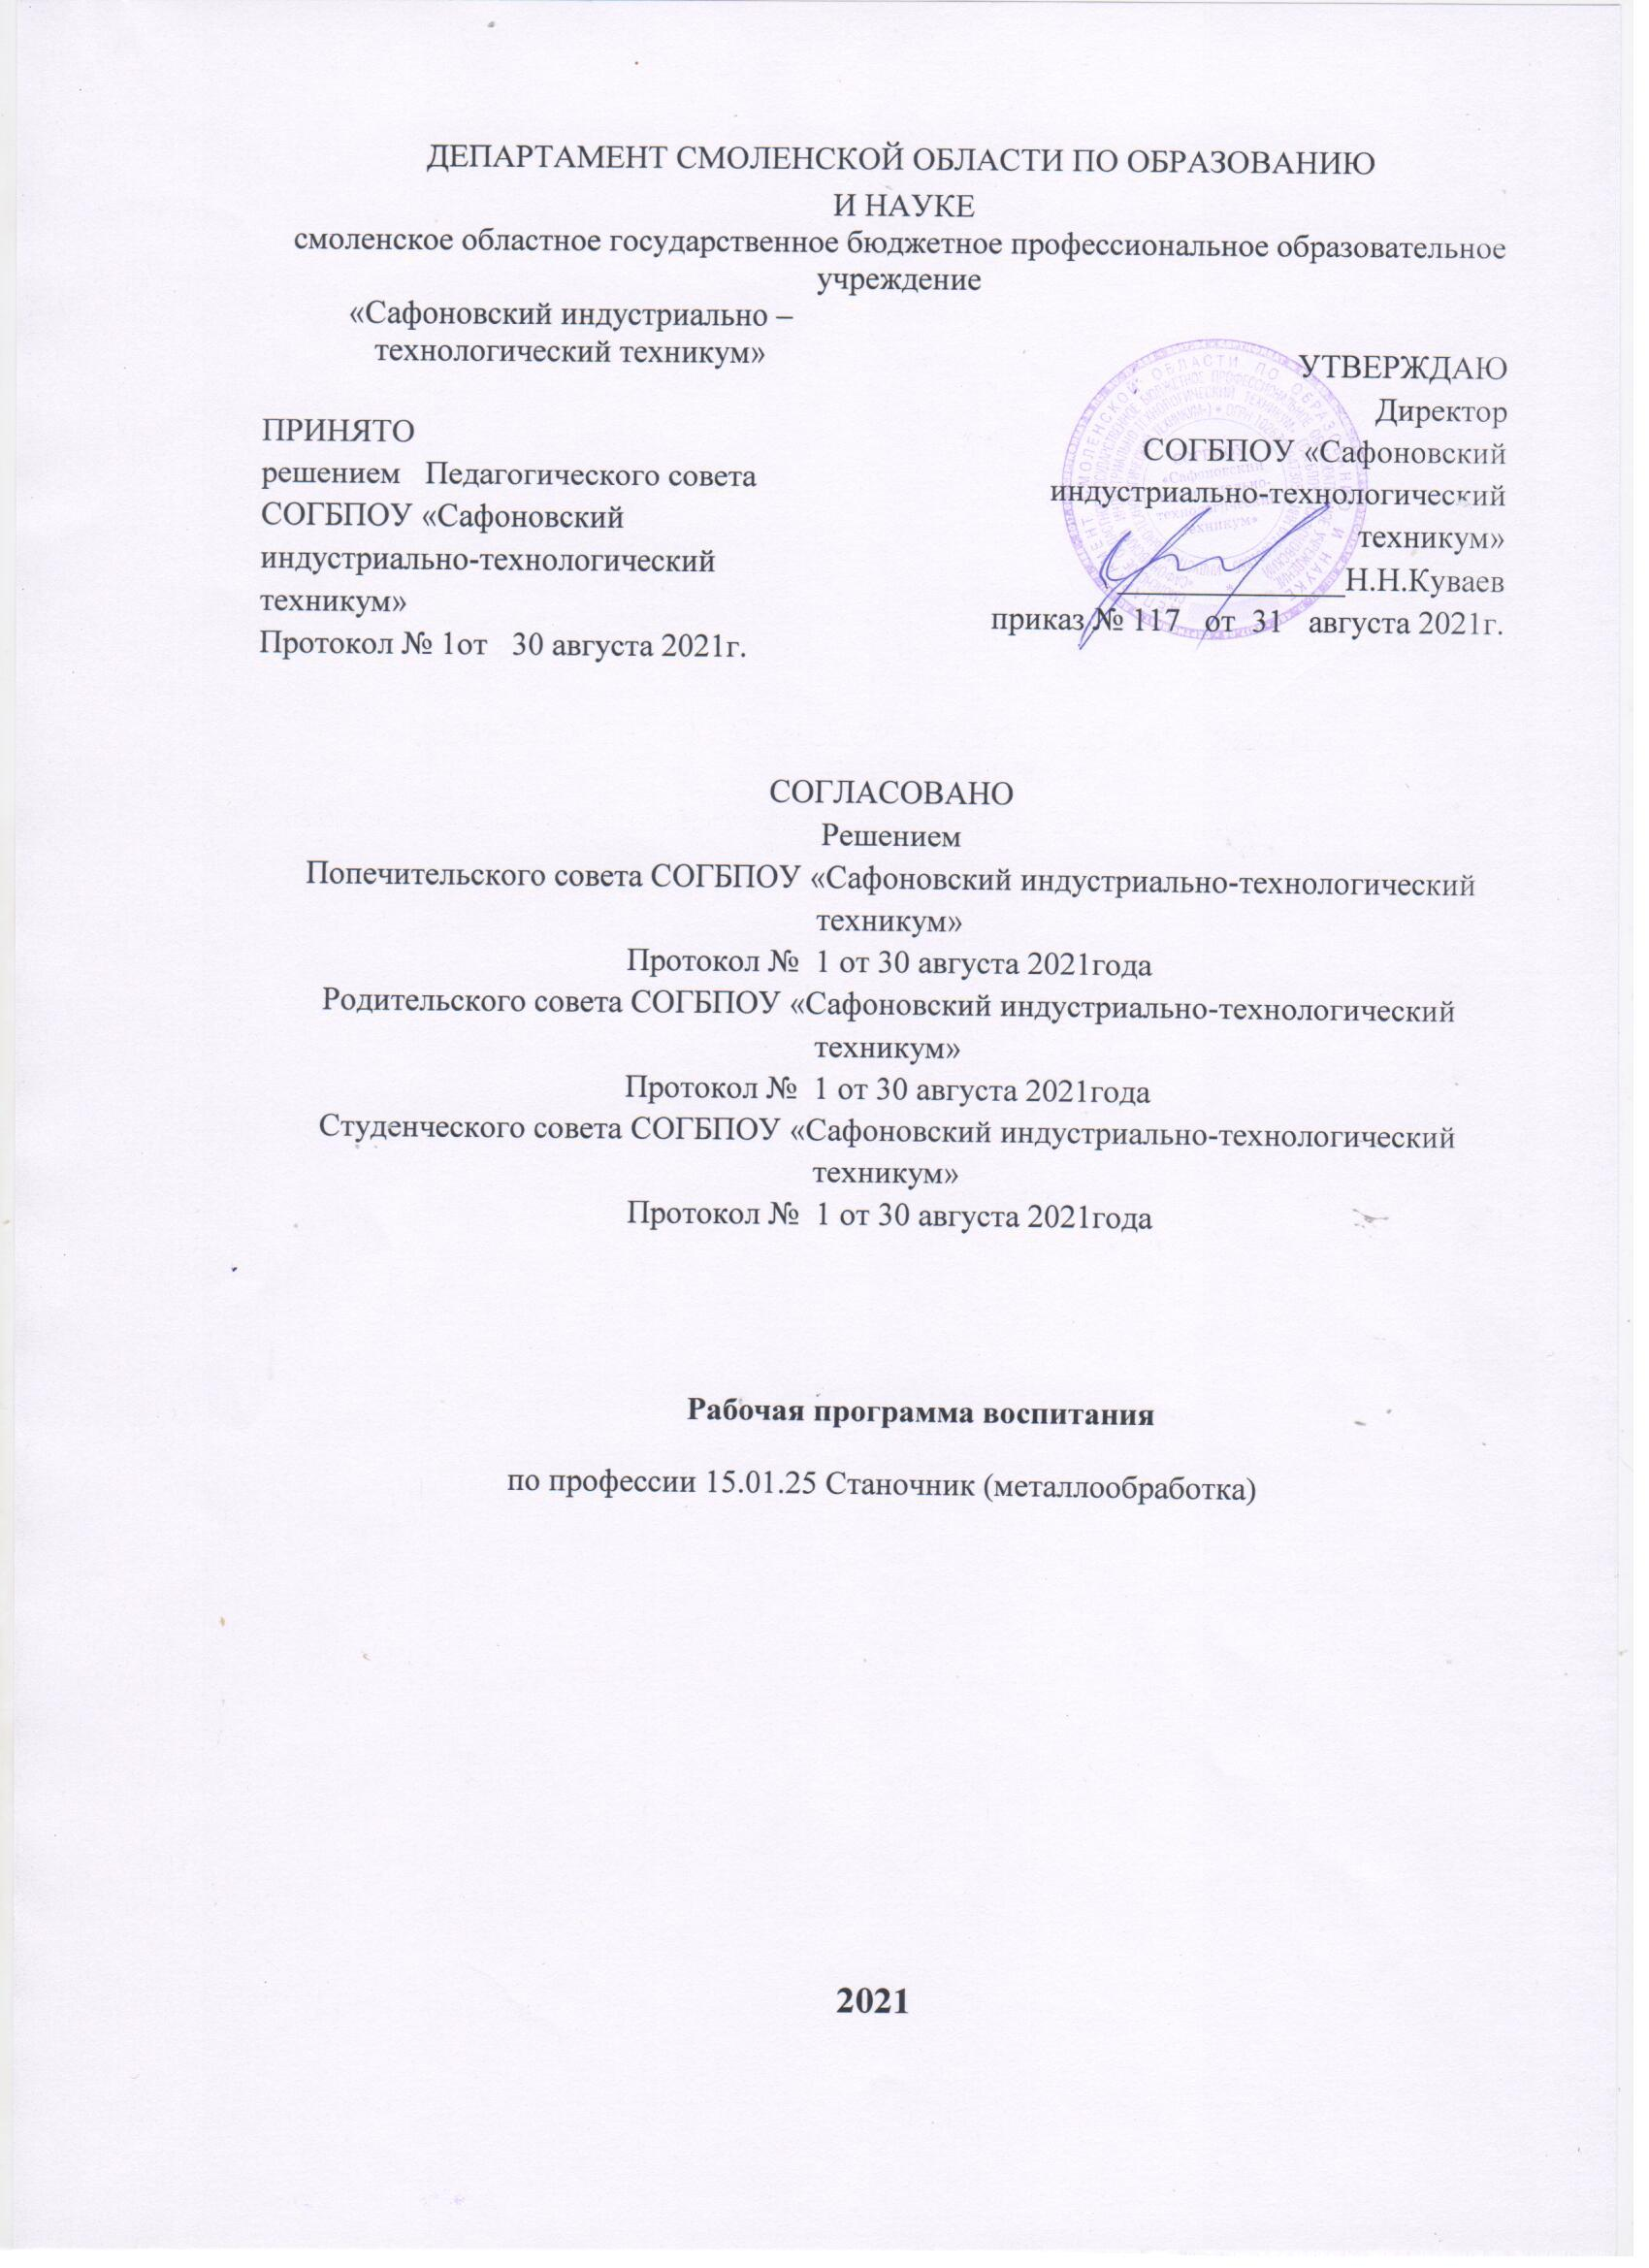 ДЕПАРТАМЕНТ СМОЛЕНСКОЙ ОБЛАСТИ ПО ОБРАЗОВАНИЮ
И НАУКЕ
смоленское областное государственное бюджетное профессиональное образовательное
учреждение
«Сафоновский индустриально –
технологический техникум»
ПРИНЯТО
решением Педагогического совета
СОГБПОУ «Сафоновский
индустриально-технологический
техникум»
Протокол № 1от 30 августа 2021г.
УТВЕРЖДАЮ
Директор
СОГБПОУ «Сафоновский
индустриально-технологический
техникум»
Н.Н.Куваев
приказ № 117 от 31 августа 2021г.
СОГЛАСОВАНО
Решением
Попечительского совета СОГБПОУ «Сафоновский индустриально-технологический
техникум»
Протокол № 1 от 30 августа 2021года
Родительского совета СОГБПОУ «Сафоновский индустриально-технологический
техникум»
Протокол № 1 от 30 августа 2021года
Студенческого совета СОГБПОУ «Сафоновский индустриально-технологический
техникум»
Протокол № 1 от 30 августа 2021года
Рабочая программа воспитания
по профессии 15.01.25 Станочник (металлообработка)
2021